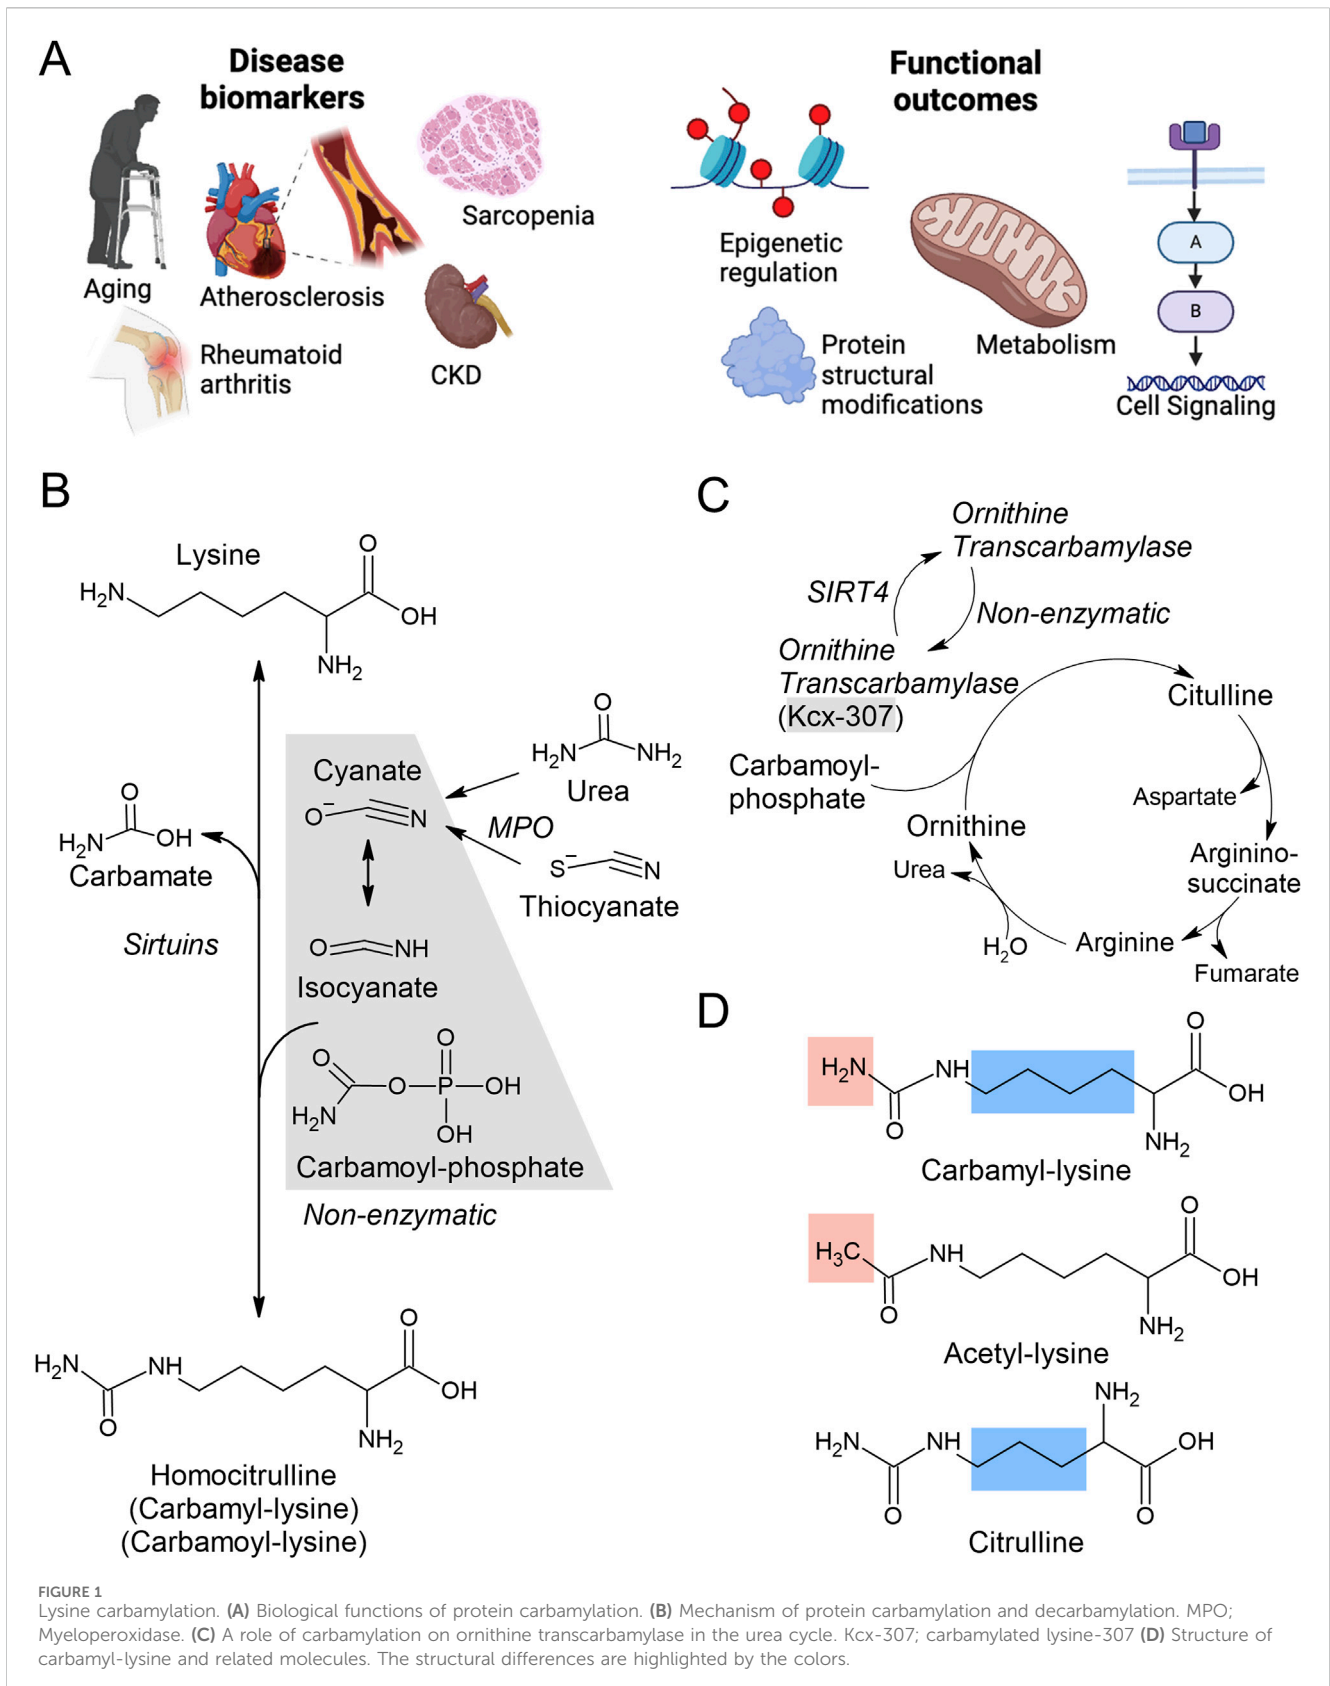 A
Disease
biomarkers
Aging
Atherosclerosis
Sarcopenia
Rheumatoid
arthritis
CKD
Functional
outcomes
Epigenetic
regulation
Protein
structural
modifications
Metabolism
A
B
Cell Signaling
B
Lysine
H₂N
O
OH
NH₂
O
H₂N
OH
Carbamate
Sirtuins
Cyanate
O⁻
N
O
NH
Isocyanate
O
H₂N
O
P
O
OH
OH
Carbamoyl-phosphate
Non-enzymatic
O
H₂N
NH₂
Urea
MPO
S⁻
N
Thiocyanate
H₂N
O
NH
O
OH
NH₂
Homocitrulline
(Carbamyl-lysine)
(Carbamoyl-lysine)
C
Ornithine
Transcarbamylase
SIRT4
Non-enzymatic
Ornithine
Transcarbamylase
(Kcx-307)
Carbamoyl-
phosphate
Citulline
Aspartate
Arginino-
succinate
Fumarate
Arginine
H₂O
Urea
Ornithine
D
H₂N
O
NH
O
OH
NH₂
Carbamyl-lysine
H₃C
O
NH
O
OH
NH₂
Acetyl-lysine
H₂N
O
NH
NH₂
OH
O
Citrulline
FIGURE 1
Lysine carbamylation. (A) Biological functions of protein carbamylation. (B) Mechanism of protein carbamylation and decarbamylation. MPO;
Myeloperoxidase. (C) A role of carbamylation on ornithine transcarbamylase in the urea cycle. Kcx-307; carbamylated lysine-307 (D) Structure of
carbamyl-lysine and related molecules. The structural differences are highlighted by the colors.